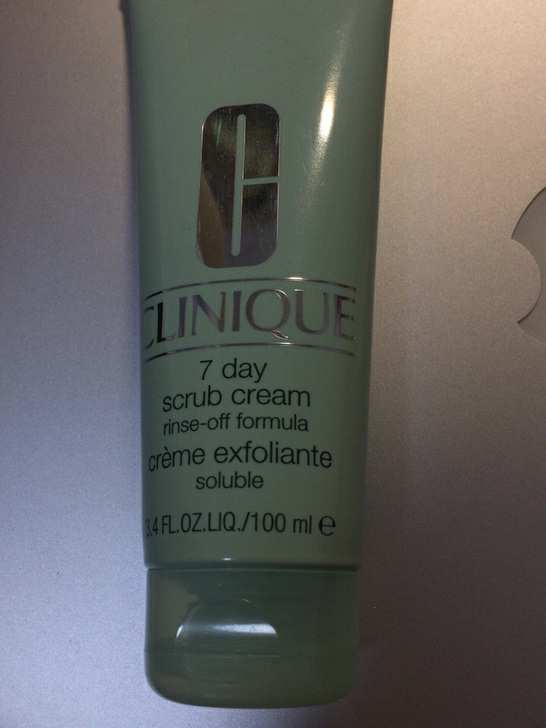 CLINIQUE
7 day
scrub cream
rinse-off formula
crème exfoliante
soluble
3.4 FL.OZ.LIQ./100 ml e